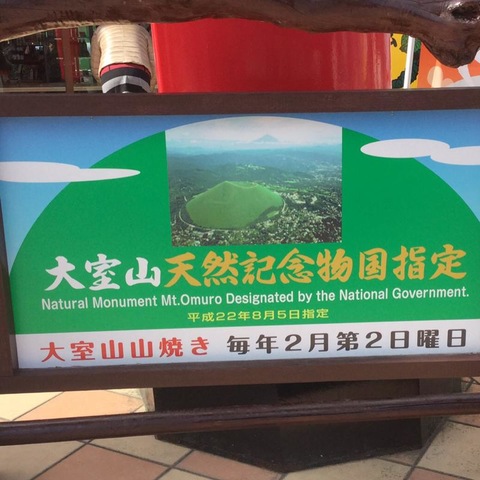 大室山天然記念物国指定
Natural Monument Mt.Omuro Designated by the National Government.
平成22年8月5日指定
大室山山焼き 毎年2月第2日曜日